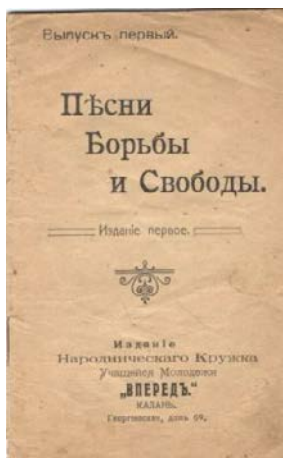 Выпускъ первый.
Пѣсни
Борьбы
и Свободы.
Изданіе первое.
Изданіе
Народническаго Кружка
Учащейся Молодежи
„ВПЕРЕДЪ.“
КАЗАНЬ.
Георгіевская, домъ 69.